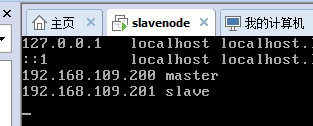 主页 slavenode 我的计算机
127.0.0.1 localhost localhost.
::1 localhost localhost.
192.168.109.200 master
192.168.109.201 slave